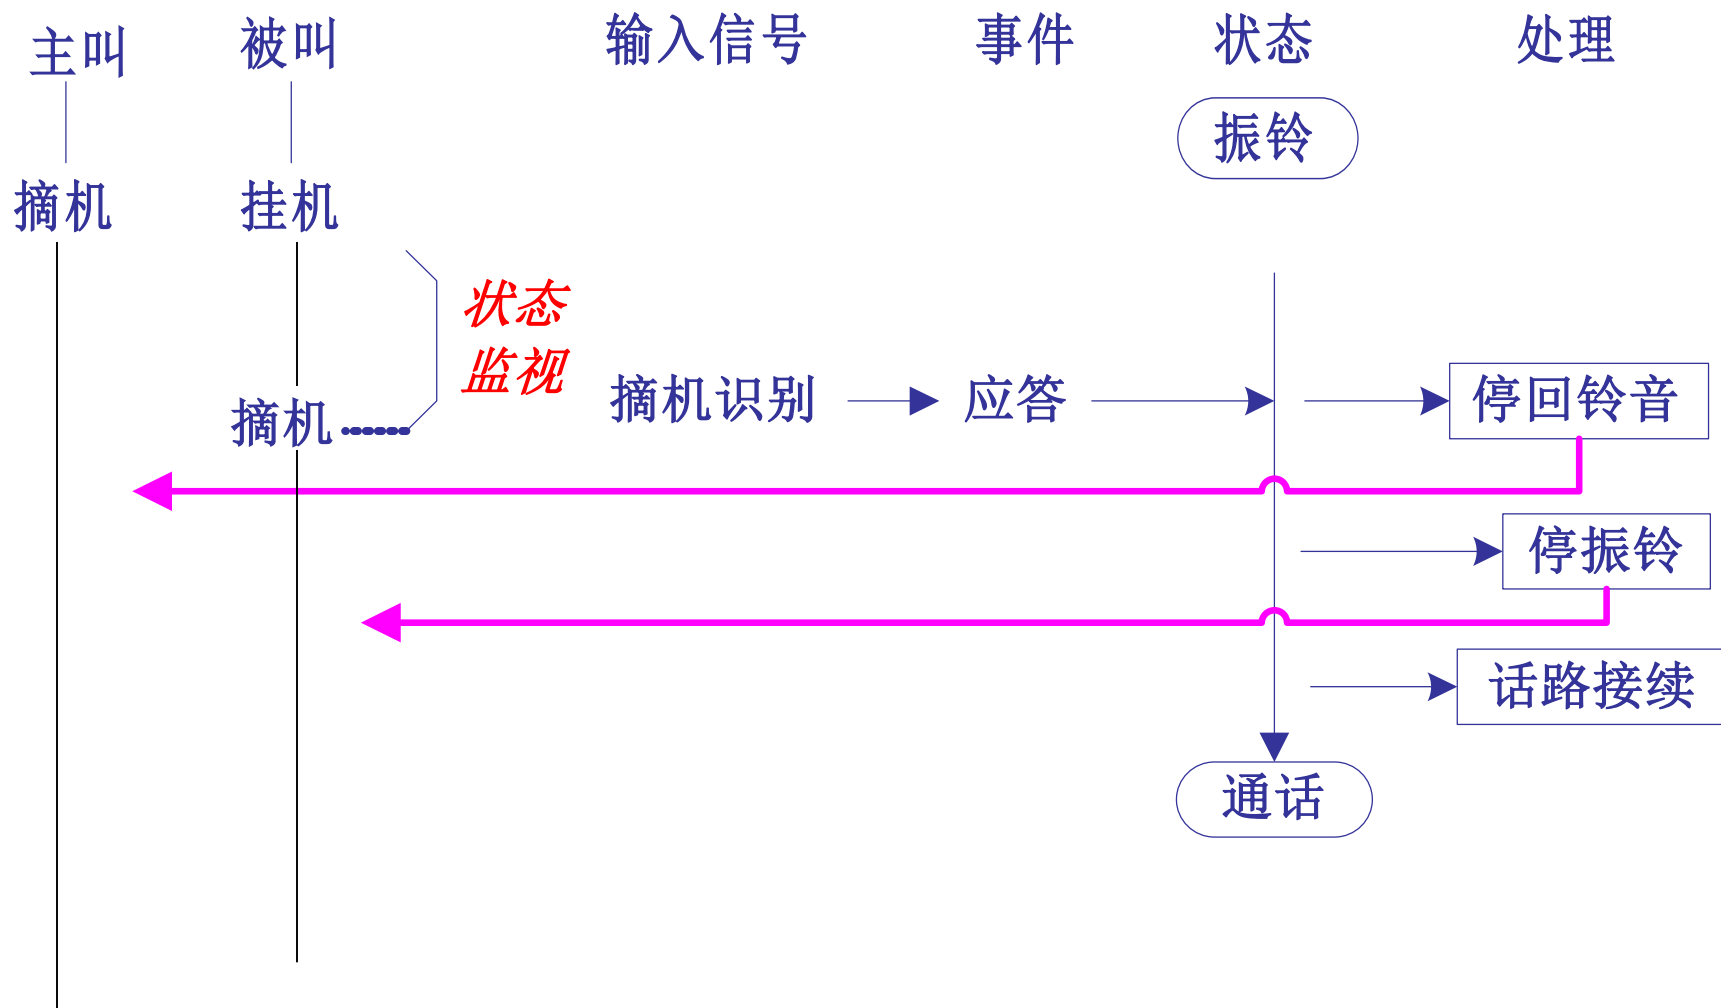 主叫 被叫 输入信号 事件 状态 处理
振铃
摘机 挂机
状态
监视
摘机识别 应答 停回铃音
摘机
停振铃
话路接续
通话